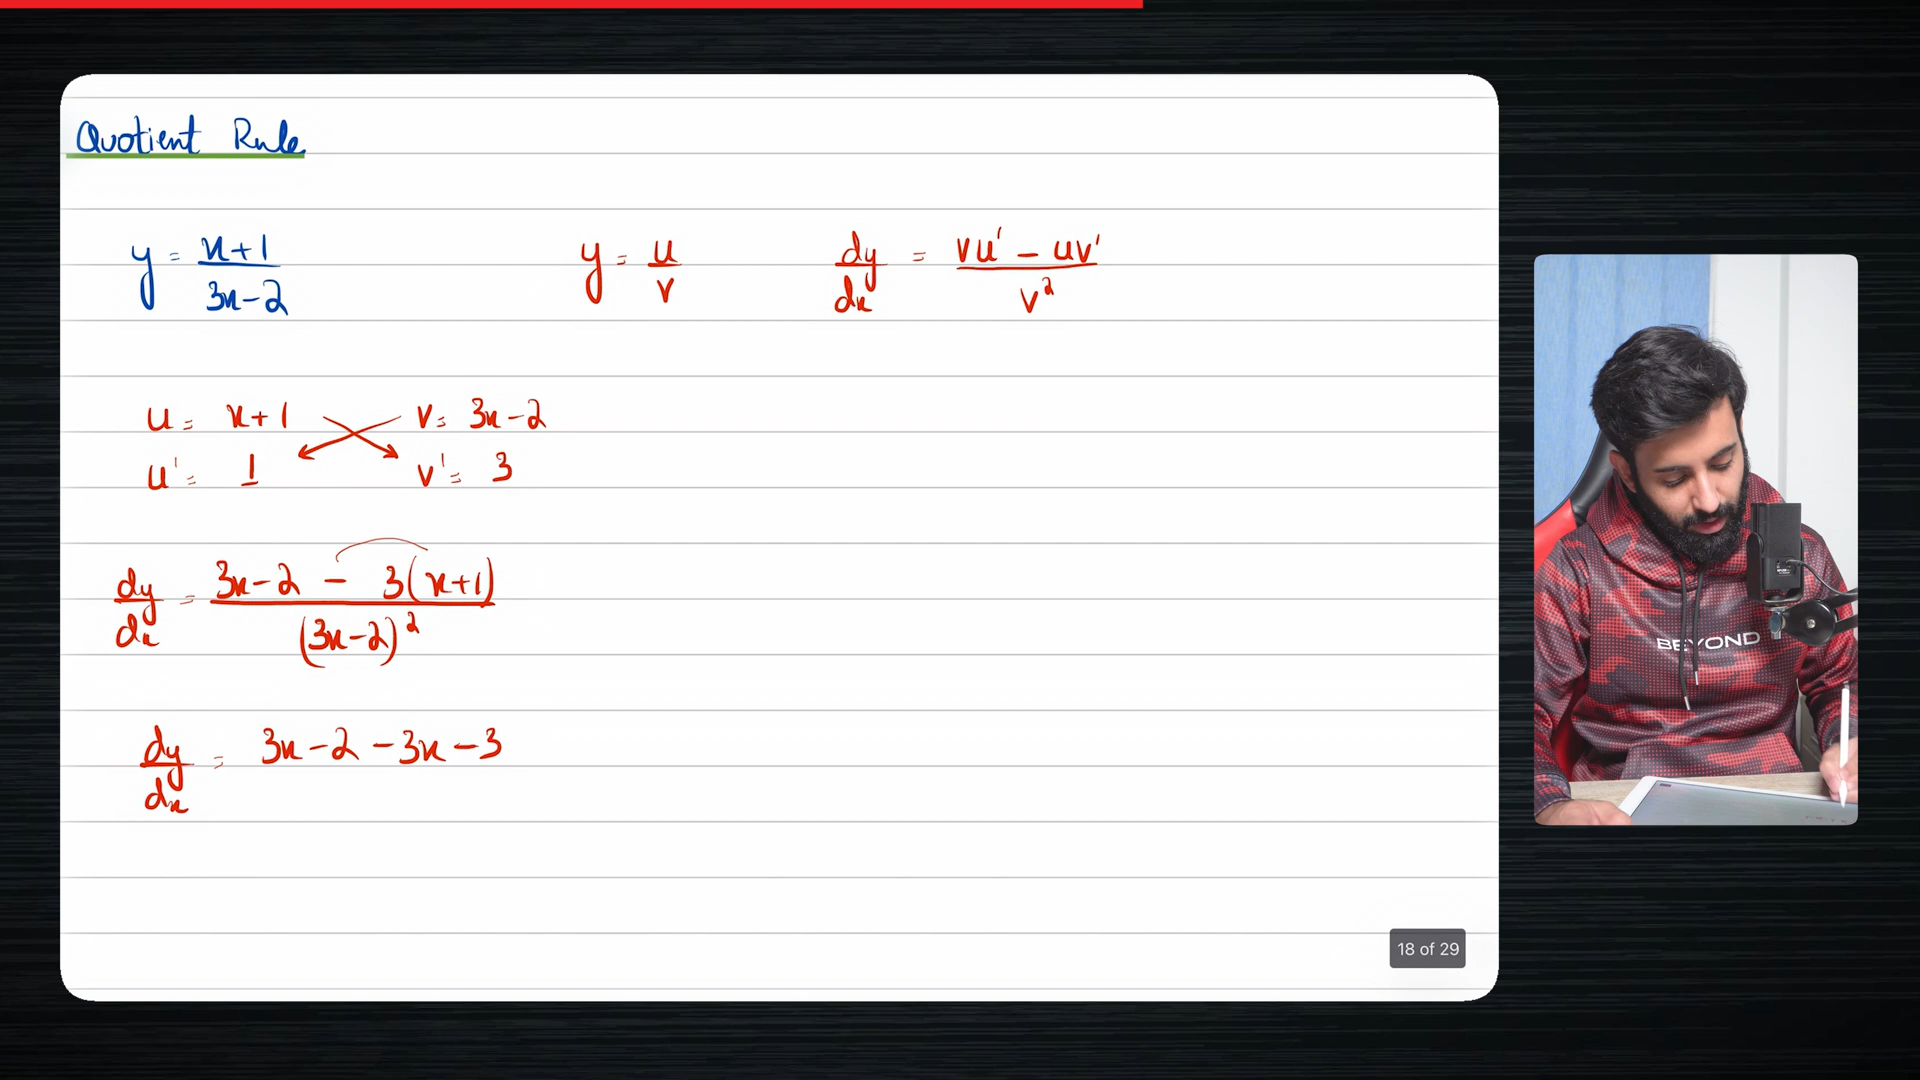 Quotient Rule
y = x+1 / 3x-2    y = u / v    dy/dx = vu' - uv' / v²
u = x+1    v = 3x-2
u' = 1    v' = 3
dy/dx = 3x-2 - 3(x+1) / (3x-2)²
dy/dx = 3x-2-3x-3
BEYOND
18 of 29